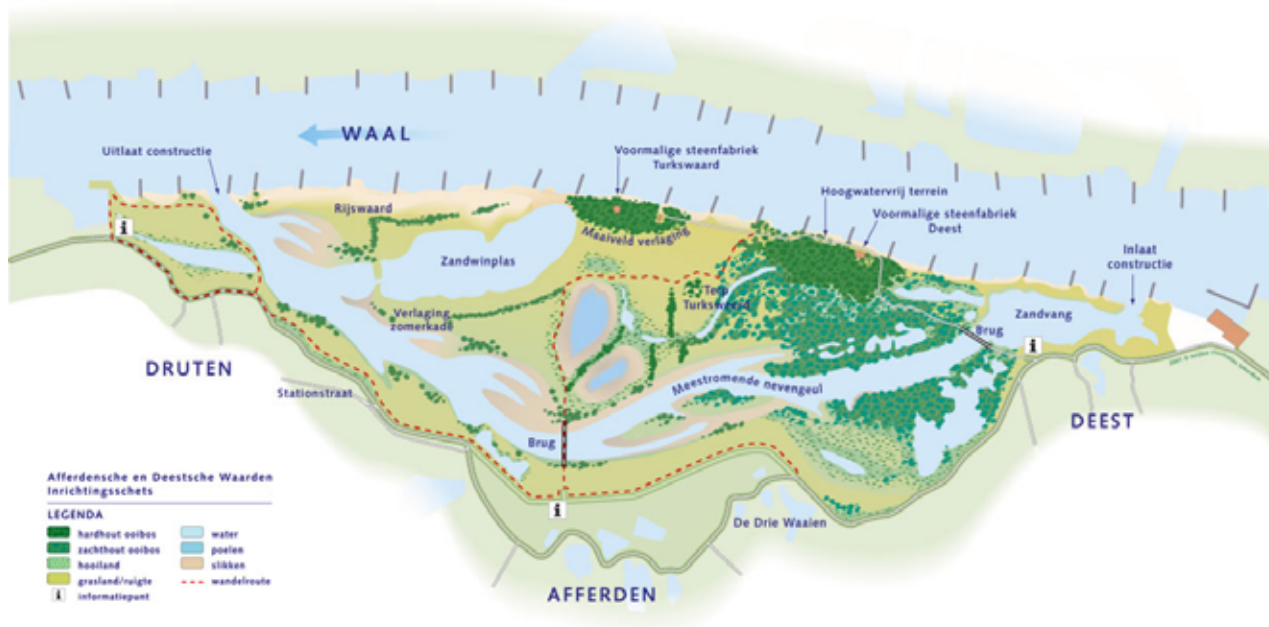 WAAL
Uitlaat constructie
Voormalige steenfabriek
Turkswaard
Hoogwatervrij terrein
Voormalige steenfabriek
Deest
Inlaat
constructie
Rijswaard
Maaiveld verlaging
Zandwinplas
Terp
Turkswaard
Zandvang
Verlaging
zomerkade
Brug
DRUTEN
Meestromende nevengeul
Stationstraat
DEEST
Brug
De Drie Waaien
AFFERDEN
Afferdensche en Deestsche Waarden
Inrichtingsschets
LEGENDA
hardhout ooibos
zachthout ooibos
hooiland
grasland/ruigte
i informatiepunt
water
poelen
slikken
wandelroute
i
i
i